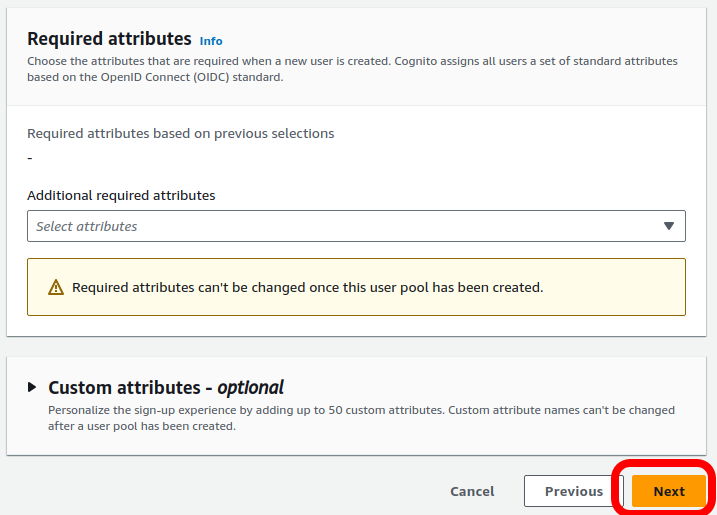 Required attributes Info
Choose the attributes that are required when a new user is created. Cognito assigns all users a set of standard attributes
based on the OpenID Connect (OIDC) standard.
Required attributes based on previous selections
-
Additional required attributes
Select attributes
Required attributes can't be changed once this user pool has been created.
Custom attributes - optional
Personalize the sign-up experience by adding up to 50 custom attributes. Custom attribute names can't be changed
after a user pool has been created.
Cancel Previous Next